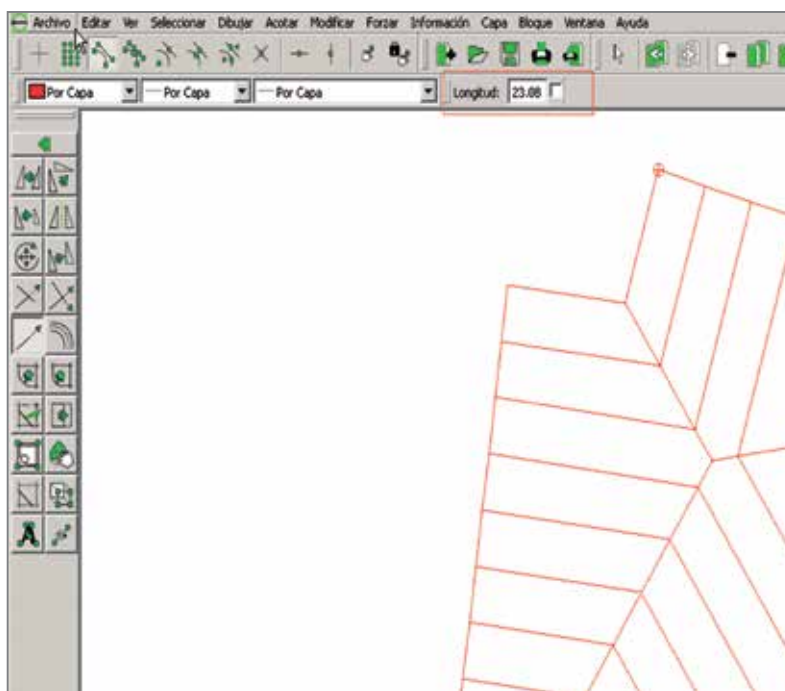 Archivo Editar Ver Seleccionar Dibujar Acotar Modificar Forzar Información Capa Bloque Ventana Ayuda
Por Capa Por Capa Por Capa Longitud: 23.08
A